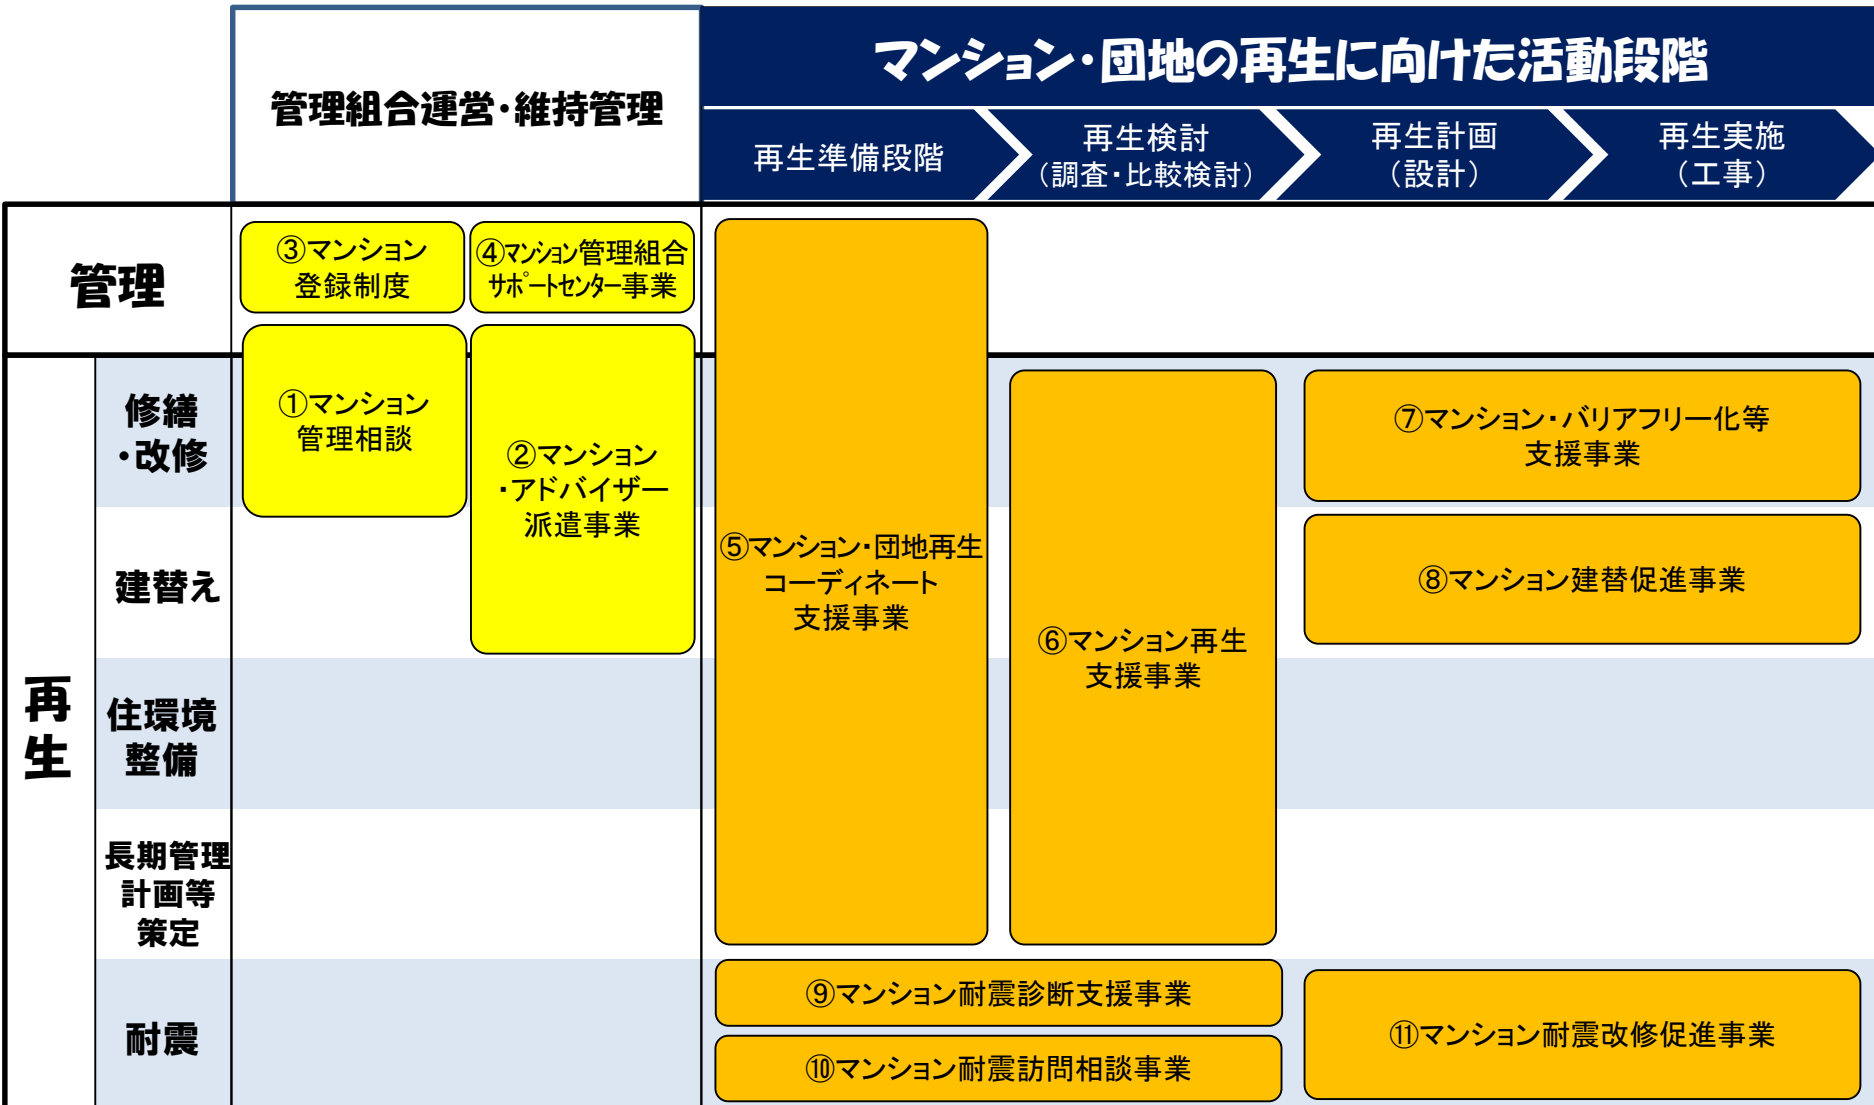 管理組合運営・維持管理
マンション・団地の再生に向けた活動段階
再生準備段階
再生検討
(調査・比較検討)
再生計画
(設計)
再生実施
(工事)
管理
③マンション
登録制度
④マンション管理組合
サポートセンター事業
再
生
修繕
・改修
①マンション
管理相談
②マンション
・アドバイザー
派遣事業
⑤マンション・団地再生
コーディネート
支援事業
⑥マンション再生
支援事業
⑦マンション・バリアフリー化等
支援事業
建替え
⑧マンション建替促進事業
住環境
整備
長期管理
計画等
策定
耐震
⑨マンション耐震診断支援事業
⑩マンション耐震訪問相談事業
⑪マンション耐震改修促進事業